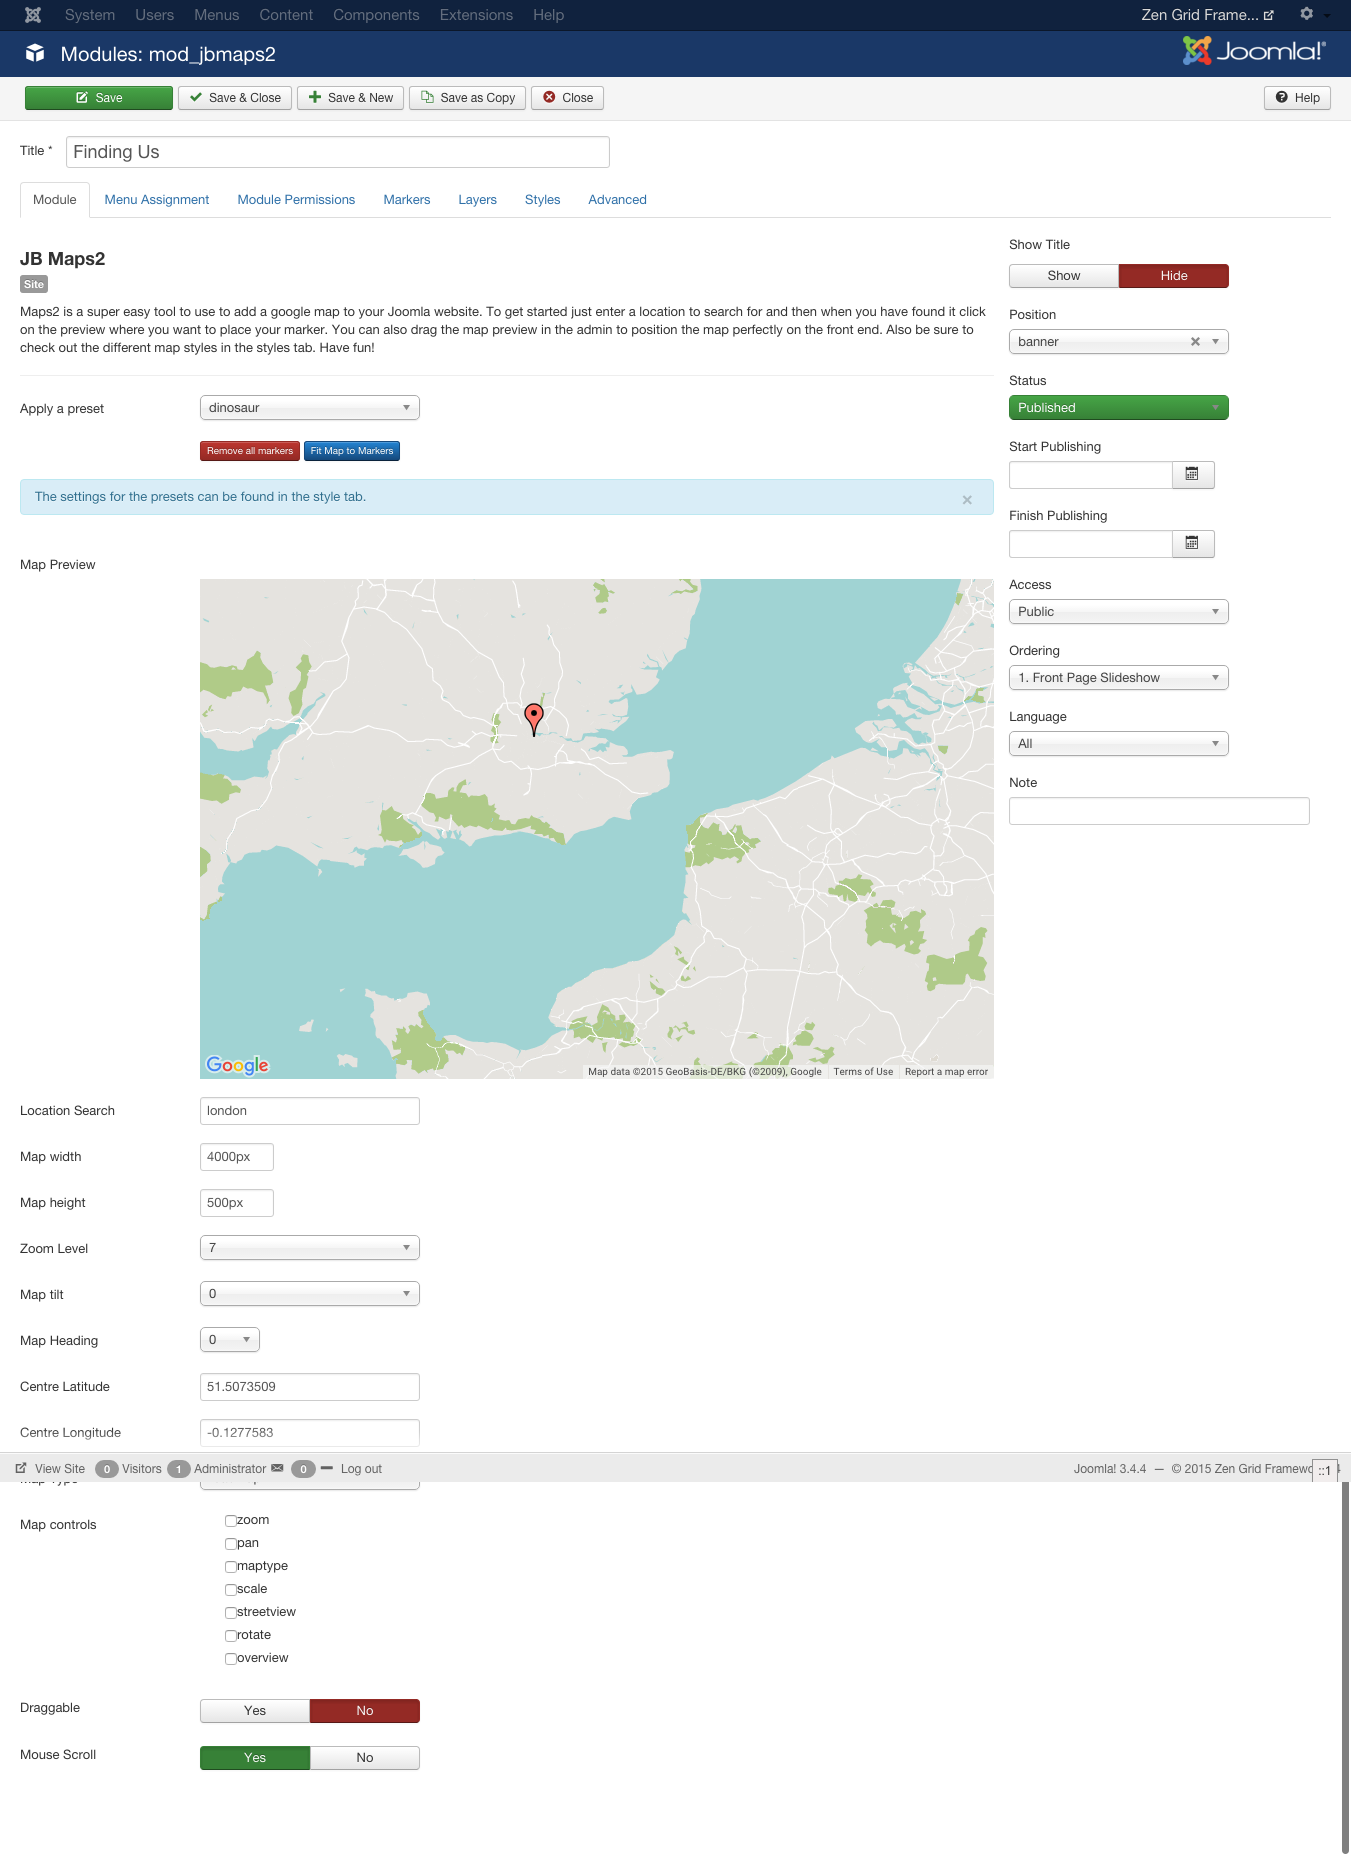 System Users Menus Content Components Extensions Help Zen Grid Frame...
Modules: mod_jbmaps2 Joomla!®
Save Save & Close Save & New Save as Copy Close Help
Title * Finding Us
Module Menu Assignment Module Permissions Markers Layers Styles Advanced
JB Maps2
Site
Maps2 is a super easy tool to use to add a google map to your Joomla website. To get started just enter a location to search for and then when you have found it click
on the preview where you want to place your marker. You can also drag the map preview in the admin to position the map perfectly on the front end. Also be sure to
check out the different map styles in the styles tab. Have fun!
Apply a preset dinosaur
Remove all markers Fit Map to Markers
The settings for the presets can be found in the style tab. ×
Map Preview
Google
Map data ©2015 GeoBasis-DE/BKG (©2009), Google Terms of Use Report a map error
Location Search london
Map width 4000px
Map height 500px
Zoom Level 7
Map tilt 0
Map Heading 0
Centre Latitude 51.5073509
Centre Longitude -0.1277583
Show Title
Show Hide
Position
banner
Status
Published
Start Publishing
Finish Publishing
Access
Public
Ordering
1. Front Page Slideshow
Language
All
Note
View Site 0 Visitors 1 Administrator 0 Log out Joomla! 3.4.4 — © 2015 Zen Grid Framew ::1
Map controls
zoom
pan
maptype
scale
streetview
rotate
overview
Draggable Yes No
Mouse Scroll Yes No